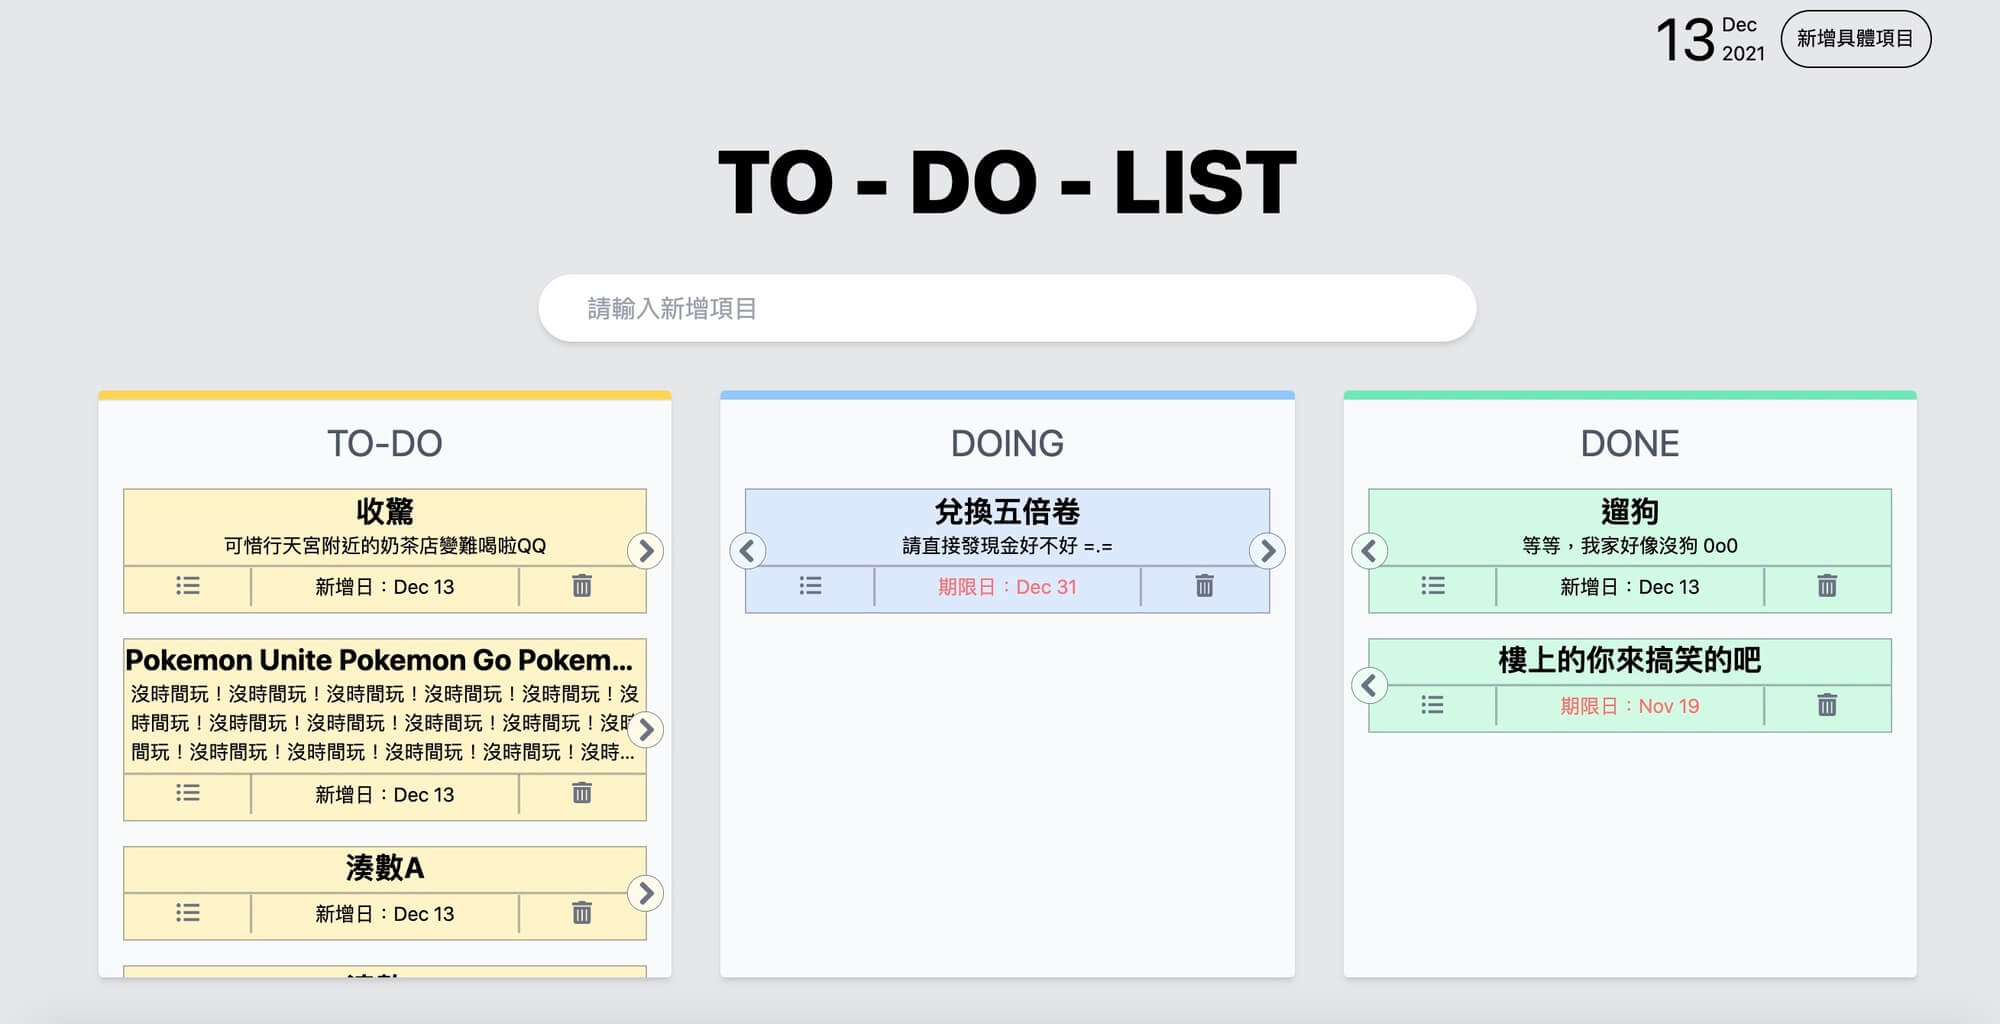 13
Dec
2021
新增具體項目
TO - DO - LIST
請輸入新增項目
TO-DO
收驚
可惜行天宮附近的奶茶店變難喝啦QQ
新增日：Dec 13
Pokemon Unite Pokemon Go Pokem...
沒時間玩！沒時間玩！沒時間玩！沒時間玩！沒時間玩！沒
時間玩！沒時間玩！沒時間玩！沒時間玩！沒時間玩！沒時
間玩！沒時間玩！沒時間玩！沒時間玩！沒時間玩！沒時...
新增日：Dec 13
湊數A
新增日：Dec 13
DOING
兌換五倍卷
請直接發現金好不好 =.=
期限日：Dec 31
DONE
遛狗
等等，我家好像沒狗 0o0
新增日：Dec 13
樓上的你來搞笑的吧
期限日：Nov 19